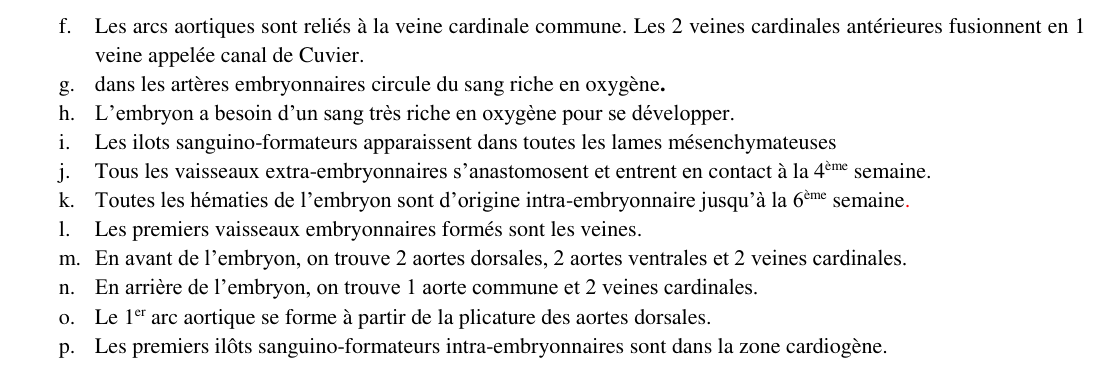 f. Les arcs aortiques sont reliés à la veine cardinale commune. Les 2 veines cardinales antérieures fusionnent en 1
veine appelée canal de Cuvier.
g. dans les artères embryonnaires circule du sang riche en oxygène.
h. L’embryon a besoin d’un sang très riche en oxygène pour se développer.
i. Les ilots sanguino-formateurs apparaissent dans toutes les lames mésenchymateuses
j. Tous les vaisseaux extra-embryonnaires s’anastomosent et entrent en contact à la 4ème semaine.
k. Toutes les hématies de l’embryon sont d’origine intra-embryonnaire jusqu’à la 6ème semaine.
l. Les premiers vaisseaux embryonnaires formés sont les veines.
m. En avant de l’embryon, on trouve 2 aortes dorsales, 2 aortes ventrales et 2 veines cardinales.
n. En arrière de l’embryon, on trouve 1 aorte commune et 2 veines cardinales.
o. Le 1er arc aortique se forme à partir de la plicature des aortes dorsales.
p. Les premiers ilôts sanguino-formateurs intra-embryonnaires sont dans la zone cardiogène.